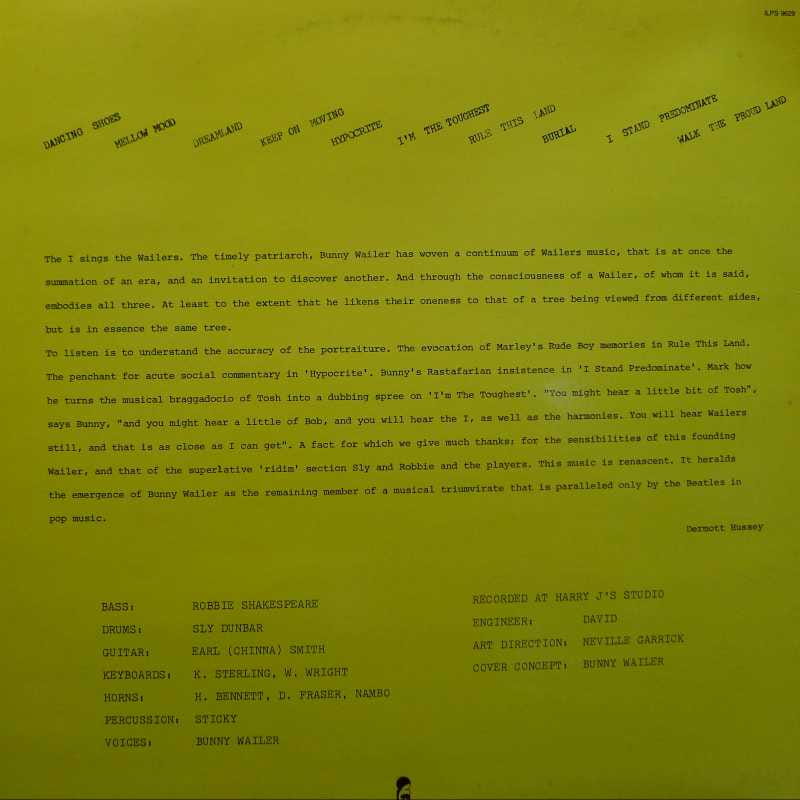 ILPS 9629
DANCING SHOES
MELLOW MOOD
DREAMLAND
KEEP ON MOVING
HYPOCRITE
I'M THE TOUGHEST
RULE THIS LAND
BURIAL
I STAND PREDOMINATE
WALK THE PROUD LAND
The I sings the Wailers. The timely patriarch, Bunny Wailer has woven a continuum of Wailers music, that is at once the
summation of an era, and an invitation to discover another. And through the consciousness of a Wailer, of whom it is said,
embodies all three. At least to the extent that he likens their oneness to that of a tree being viewed from different sides,
but is in essence the same tree.
To listen is to understand the accuracy of the portraiture. The evocation of Marley's Rude Boy memories in Rule This Land.
The penchant for acute social commentary in 'Hypocrite'. Bunny's Rastafarian insistence in 'I Stand Predominate'. Mark how
he turns the musical braggadocio of Tosh into a dubbing spree on 'I'm The Toughest'. "You might hear a little bit of Tosh",
says Bunny, "and you might hear a little of Bob, and you will hear the I, as well as the harmonies. You will hear Wailers
still, and that is as close as I can get". A fact for which we give much thanks; for the sensibilities of this founding
Wailer, and that of the superlative 'ridim' section Sly and Robbie and the players. This music is renascent. It heralds
the emergence of Bunny Wailer as the remaining member of a musical triumvirate that is paralleled only by the Beatles in
pop music.
Dermott Hussey
BASS: ROBBIE SHAKESPEARE
DRUMS: SLY DUNBAR
GUITAR: EARL (CHINNA) SMITH
KEYBOARDS: K. STERLING, W. WRIGHT
HORNS: H. BENNETT, D. FRASER, NAMBO
PERCUSSION: STICKY
VOICES: BUNNY WAILER
RECORDED AT HARRY J'S STUDIO
ENGINEER: DAVID
ART DIRECTION: NEVILLE GARRICK
COVER CONCEPT: BUNNY WAILER